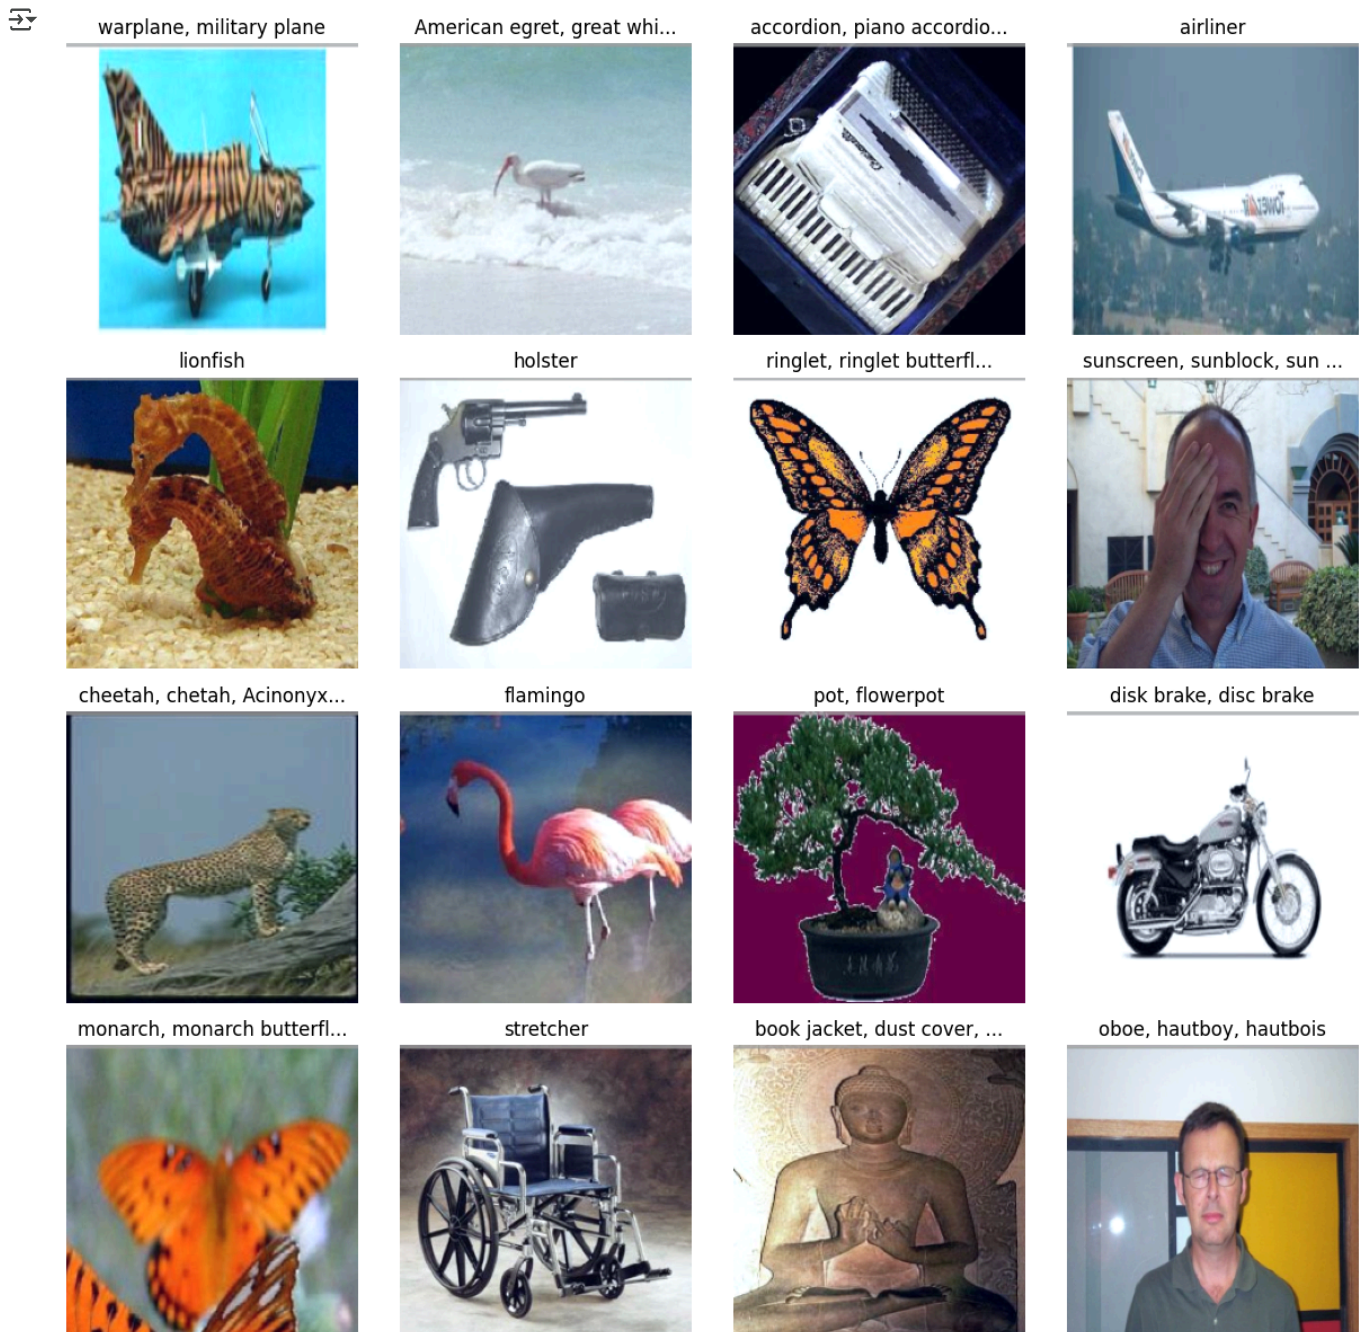 warplane, military plane
American egret, great whi...
accordion, piano accordio...
airliner
lionfish
holster
ringlet, ringlet butterfl...
sunscreen, sunblock, sun ...
cheetah, chetah, Acinonyx...
flamingo
pot, flowerpot
disk brake, disc brake
monarch, monarch butterfl...
stretcher
book jacket, dust cover, ...
oboe, hautboy, hautbois